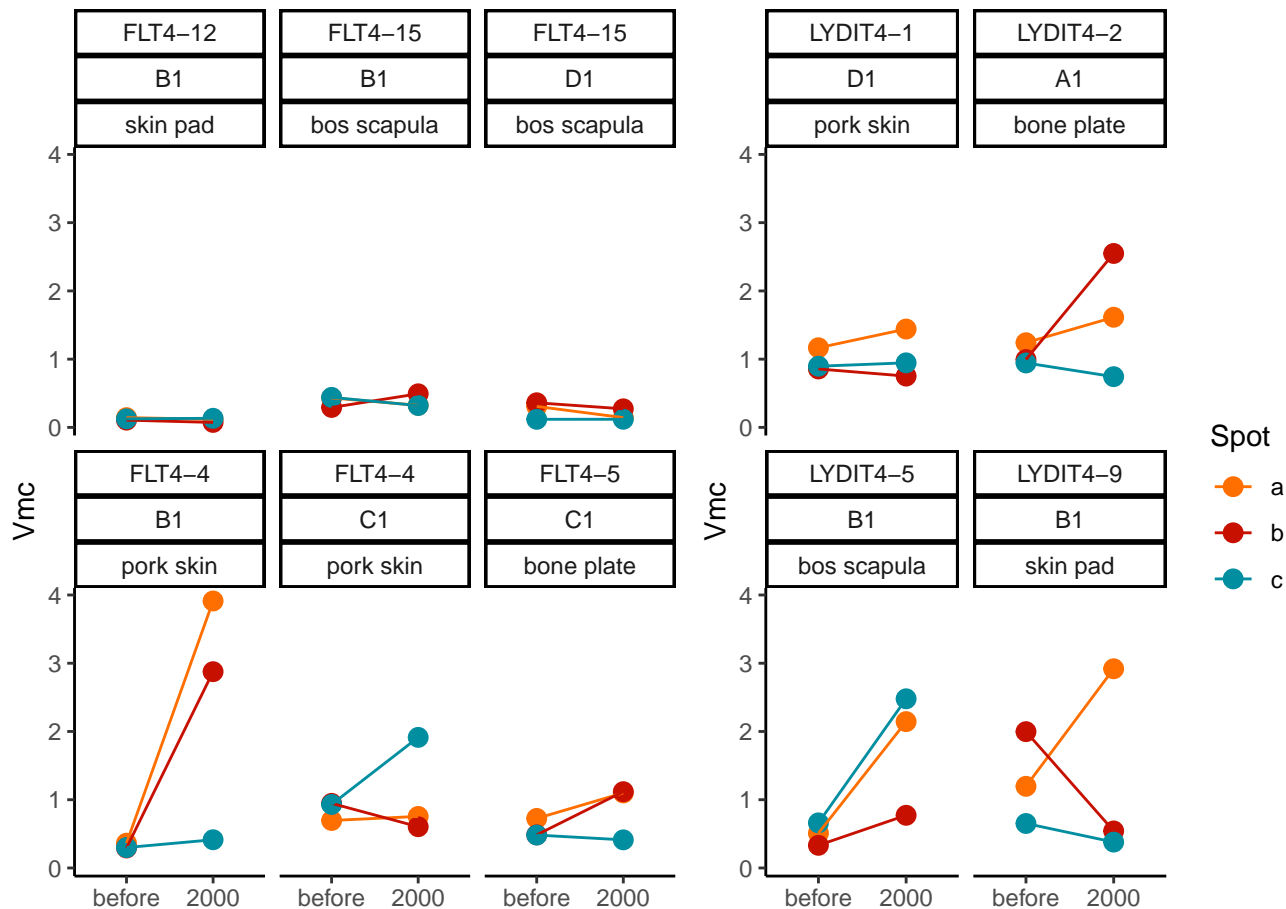 FLT4−12 FLT4−15 FLT4−15 LYDIT4−1 LYDIT4−2
B1 B1 D1 D1 A1
skin pad bos scapula bos scapula pork skin bone plate
4 4
3 3
2 2
1 1
0 0
FLT4−4 FLT4−4 FLT4−5 LYDIT4−5 LYDIT4−9
B1 C1 C1 B1 B1
pork skin pork skin bone plate bos scapula skin pad
4 4
3 3
2 2
1 1
0 0
before 2000 before 2000 before 2000 before 2000 before 2000
Vmc
Vmc
Spot
a
b
c